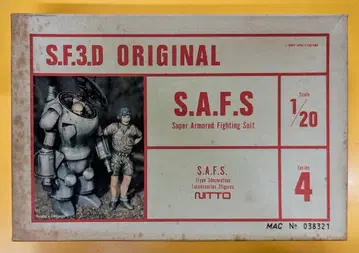 S.F.3.D ORIGINAL
S.A.F.S
Super Armored Fighting Suit
Scale
1/20
S.A.F.S.
NITTO
Series
4
MAC No 038321